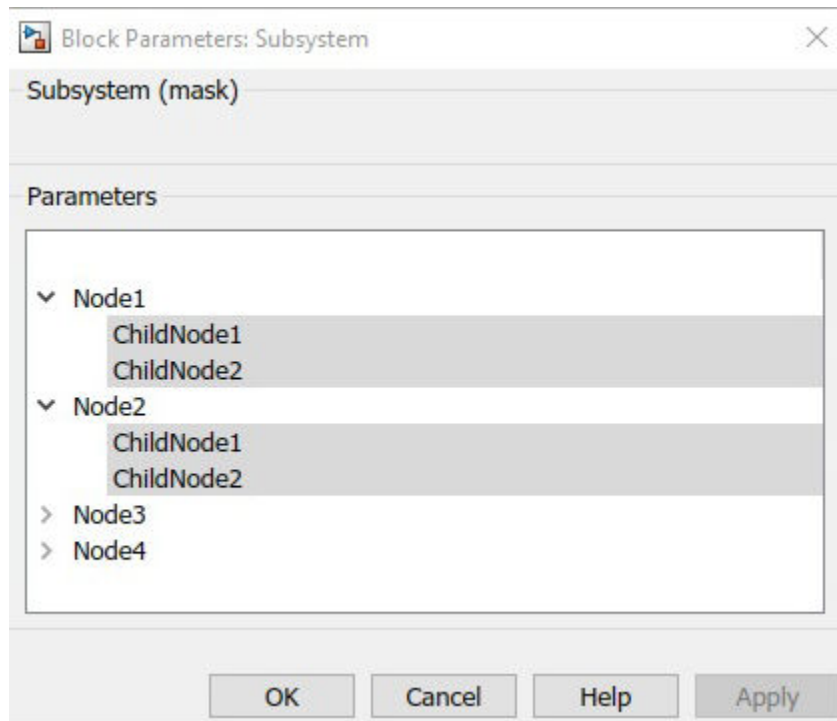 Block Parameters: Subsystem
Subsystem (mask)
Parameters
Node1
ChildNode1
ChildNode2
Node2
ChildNode1
ChildNode2
Node3
Node4
OK Cancel Help Apply